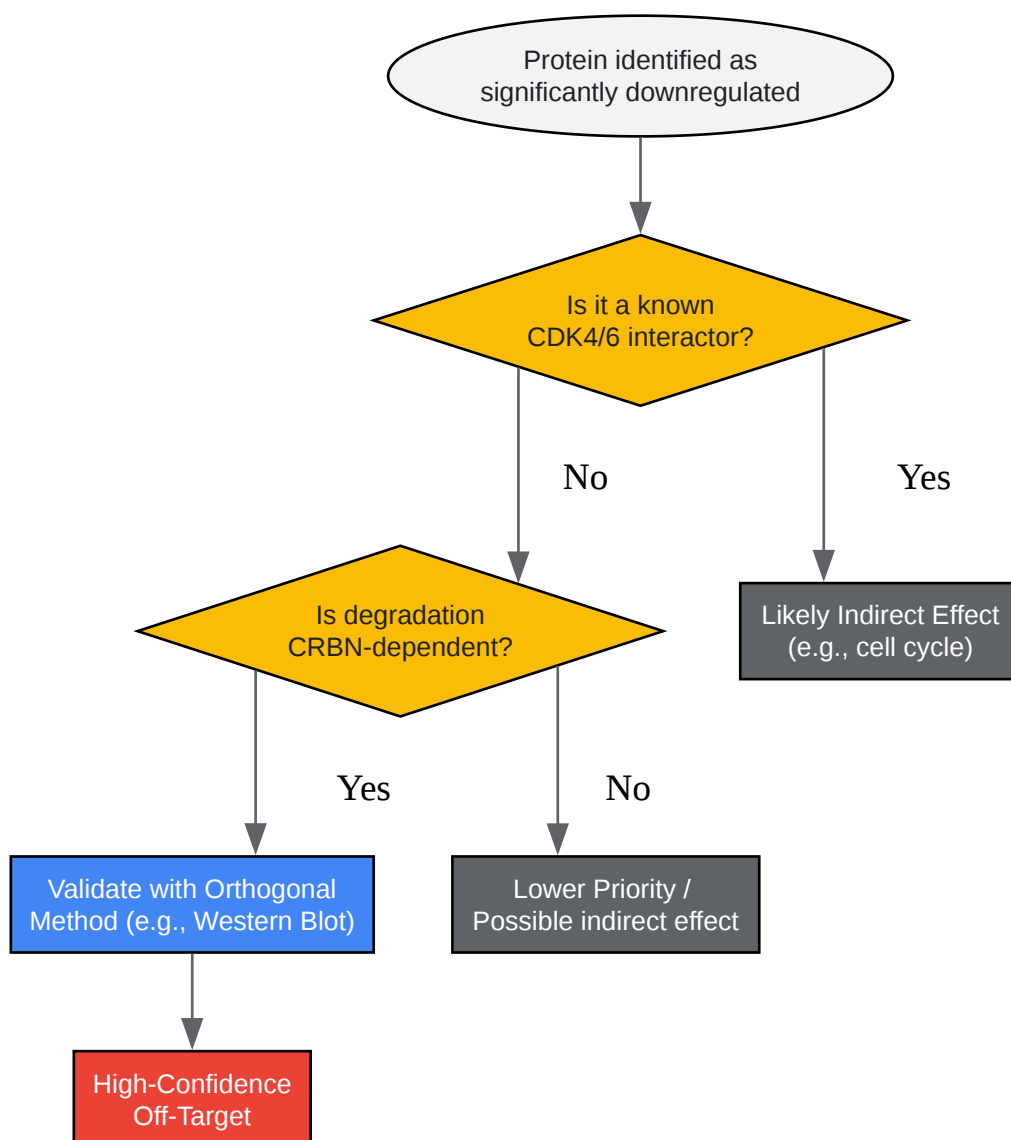 Protein identified as
significantly downregulated
Is it a known
CDK4/6 interactor?
No
Yes
Is degradation
CRBN-dependent?
Likely Indirect Effect
(e.g., cell cycle)
Yes
No
Validate with Orthogonal
Method (e.g., Western Blot)
Lower Priority /
Possible indirect effect
High-Confidence
Off-Target